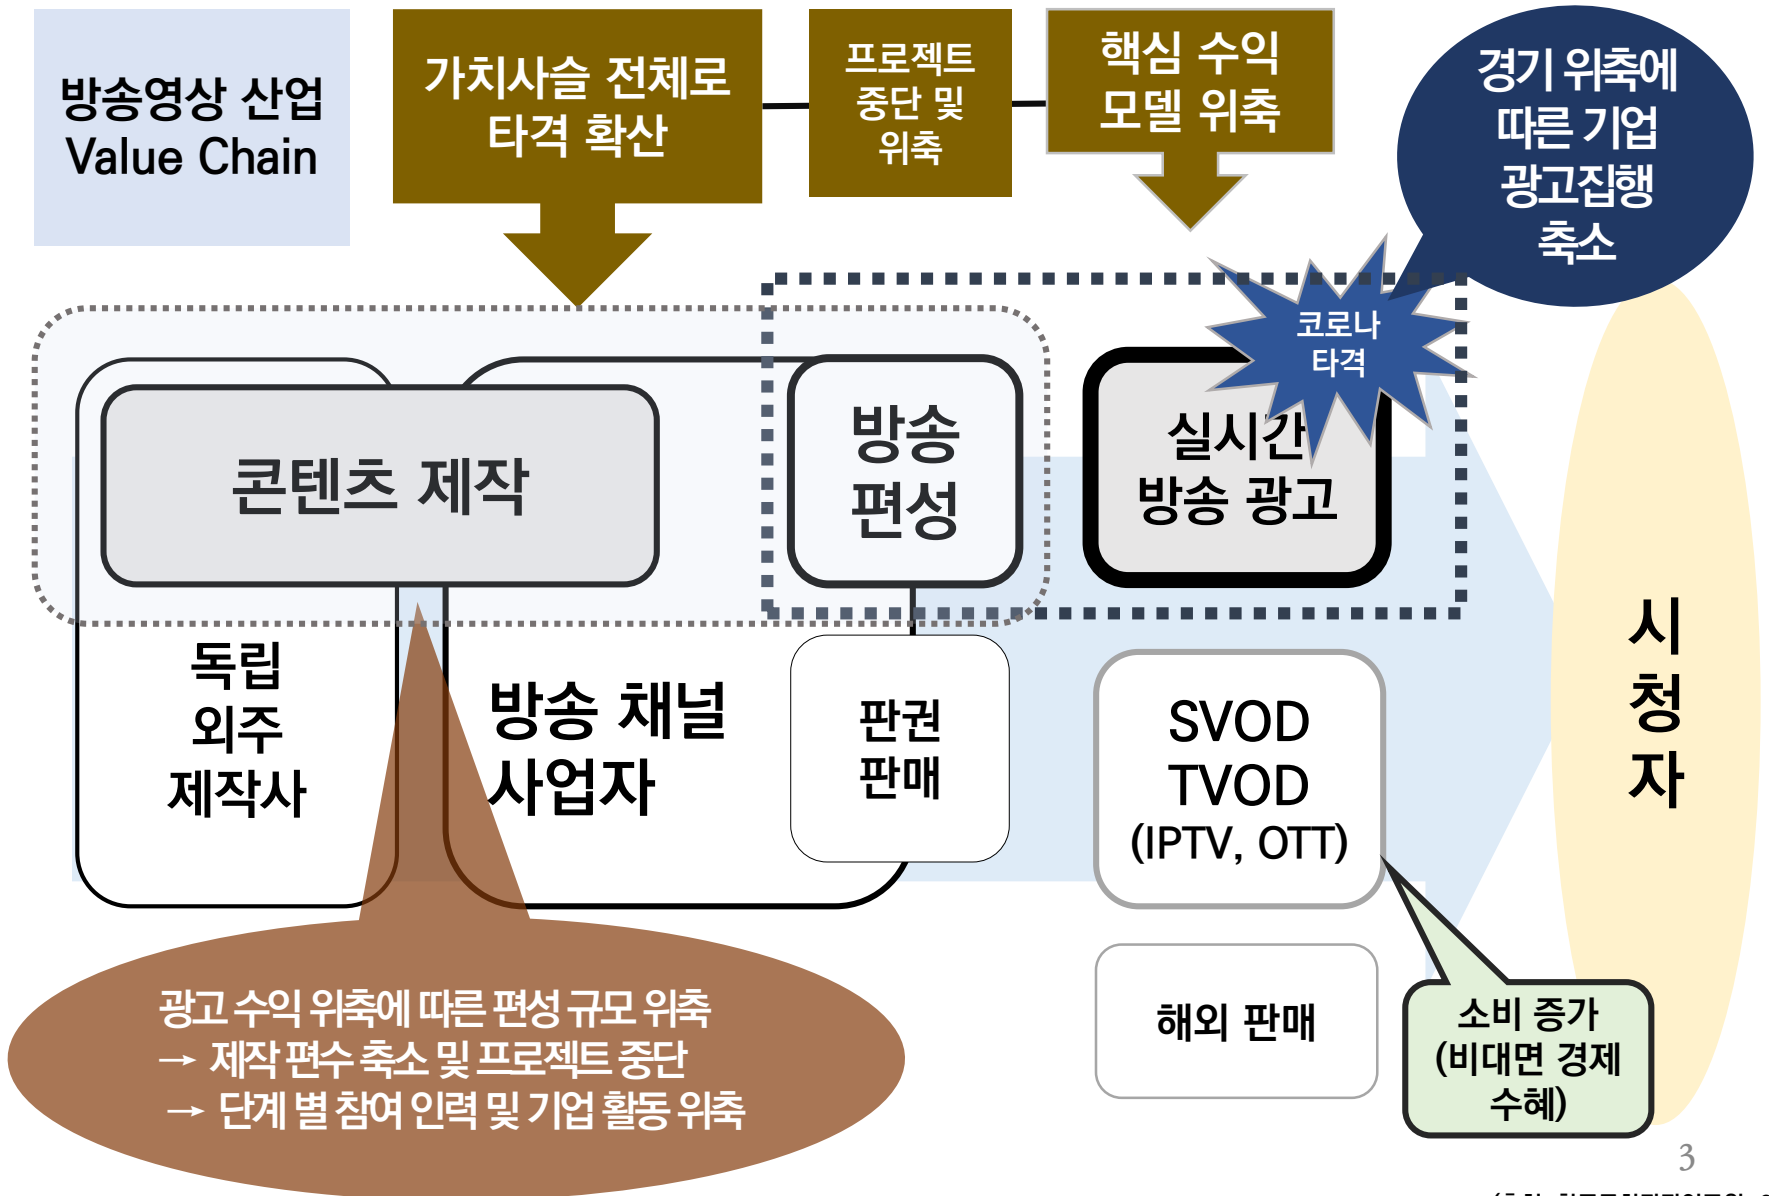 방송영상 산업
Value Chain
가치사슬 전체로
타격 확산
프로젝트
중단 및
위축
핵심 수익
모델 위축
경기 위축에
따른 기업
광고집행
축소
코로나
타격
콘텐츠 제작
방송
편성
실시간
방송 광고
독립
외주
제작사
방송 채널
사업자
판권
판매
SVOD
TVOD
(IPTV, OTT)
해외 판매
시
청
자
소비 증가
(비대면 경제
수혜)
광고 수익 위축에 따른 편성 규모 위축
→ 제작 편수 축소 및 프로젝트 중단
→ 단계 별 참여 인력 및 기업 활동 위축
3